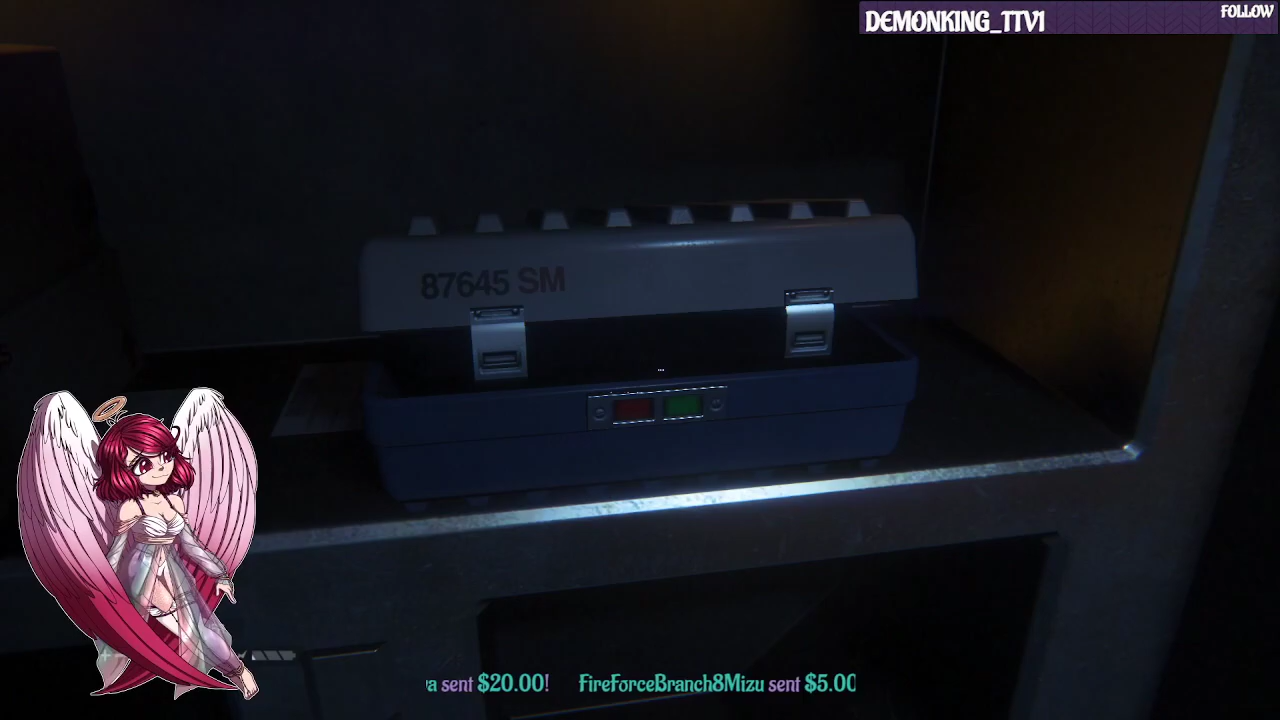 DEMONKING_TTV1
FOLLOW
87645 SM
a sent $20.00! FireForceBranch8Mizu sent $5.00